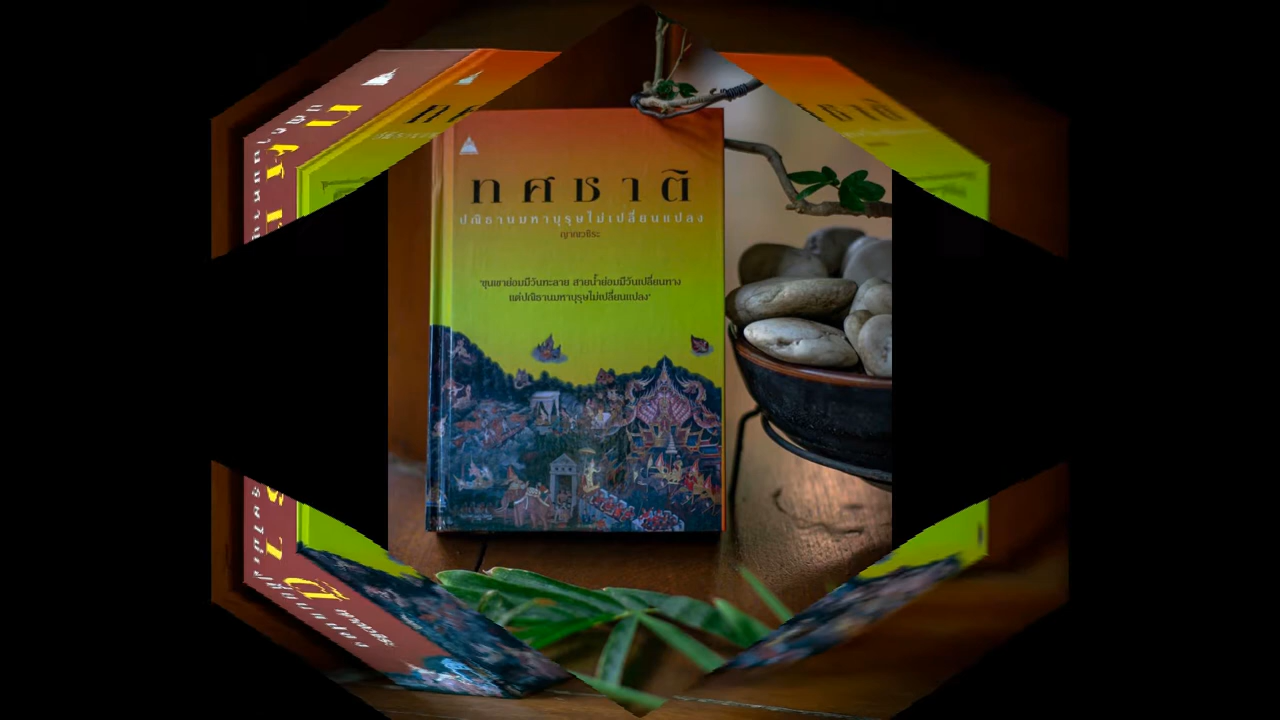 ทศชาติ
ปณิธานมหาบุรุษไม่เปลี่ยนแปลง
ญาณวชิระ
"ขุนเขาย่อมมีวันทะลาย สายน้ำย่อมมีวันเปลี่ยนทาง
แต่ปณิธานมหาบุรุษไม่เปลี่ยนแปลง"